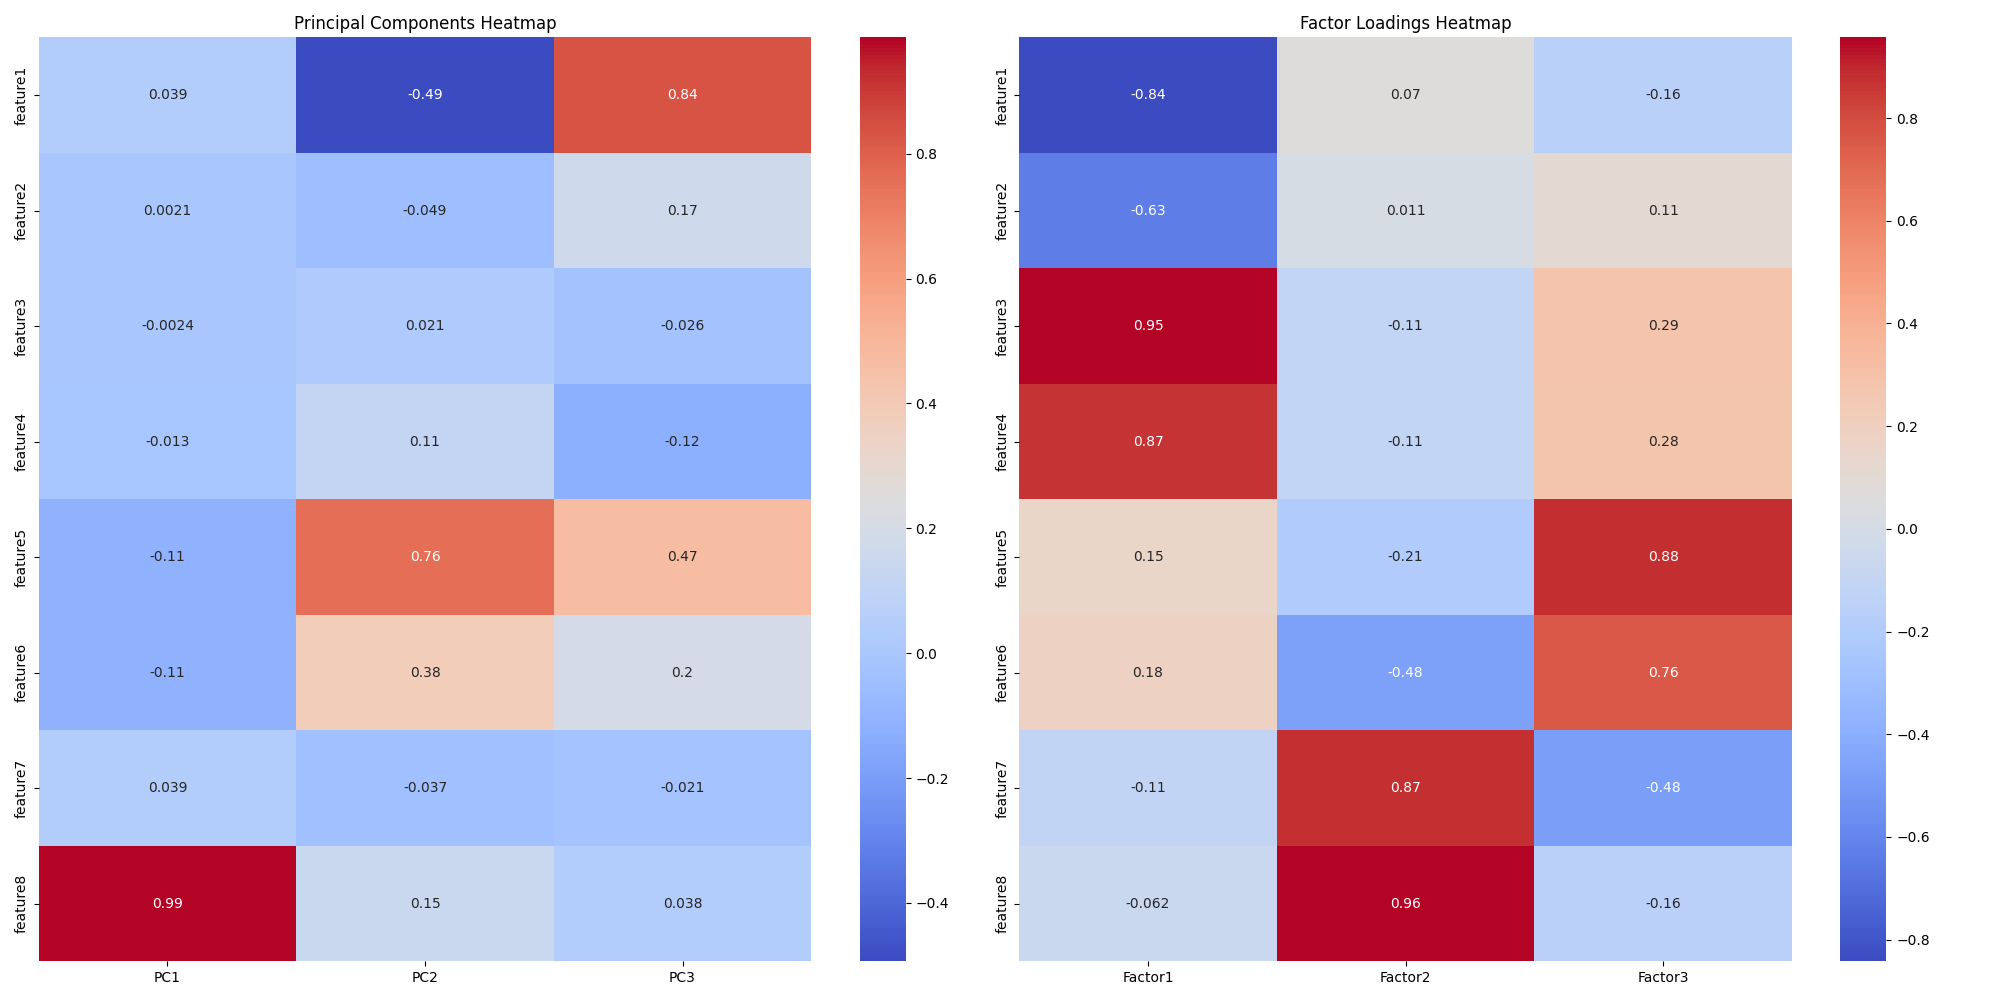 Principal Components Heatmap
feature1 0.039 -0.49 0.84
feature2 0.0021 -0.049 0.17
feature3 -0.0024 0.021 -0.026
feature4 -0.013 0.11 -0.12
feature5 -0.11 0.76 0.47
feature6 -0.11 0.38 0.2
feature7 0.039 -0.037 -0.021
feature8 0.99 0.15 0.038
PC1 PC2 PC3
0.8
0.6
0.4
0.2
0.0
−0.2
−0.4
Factor Loadings Heatmap
feature1 -0.84 0.07 -0.16
feature2 -0.63 0.011 0.11
feature3 0.95 -0.11 0.29
feature4 0.87 -0.11 0.28
feature5 0.15 -0.21 0.88
feature6 0.18 -0.48 0.76
feature7 -0.11 0.87 -0.48
feature8 -0.062 0.96 -0.16
Factor1 Factor2 Factor3
0.8
0.6
0.4
0.2
0.0
−0.2
−0.4
−0.6
−0.8